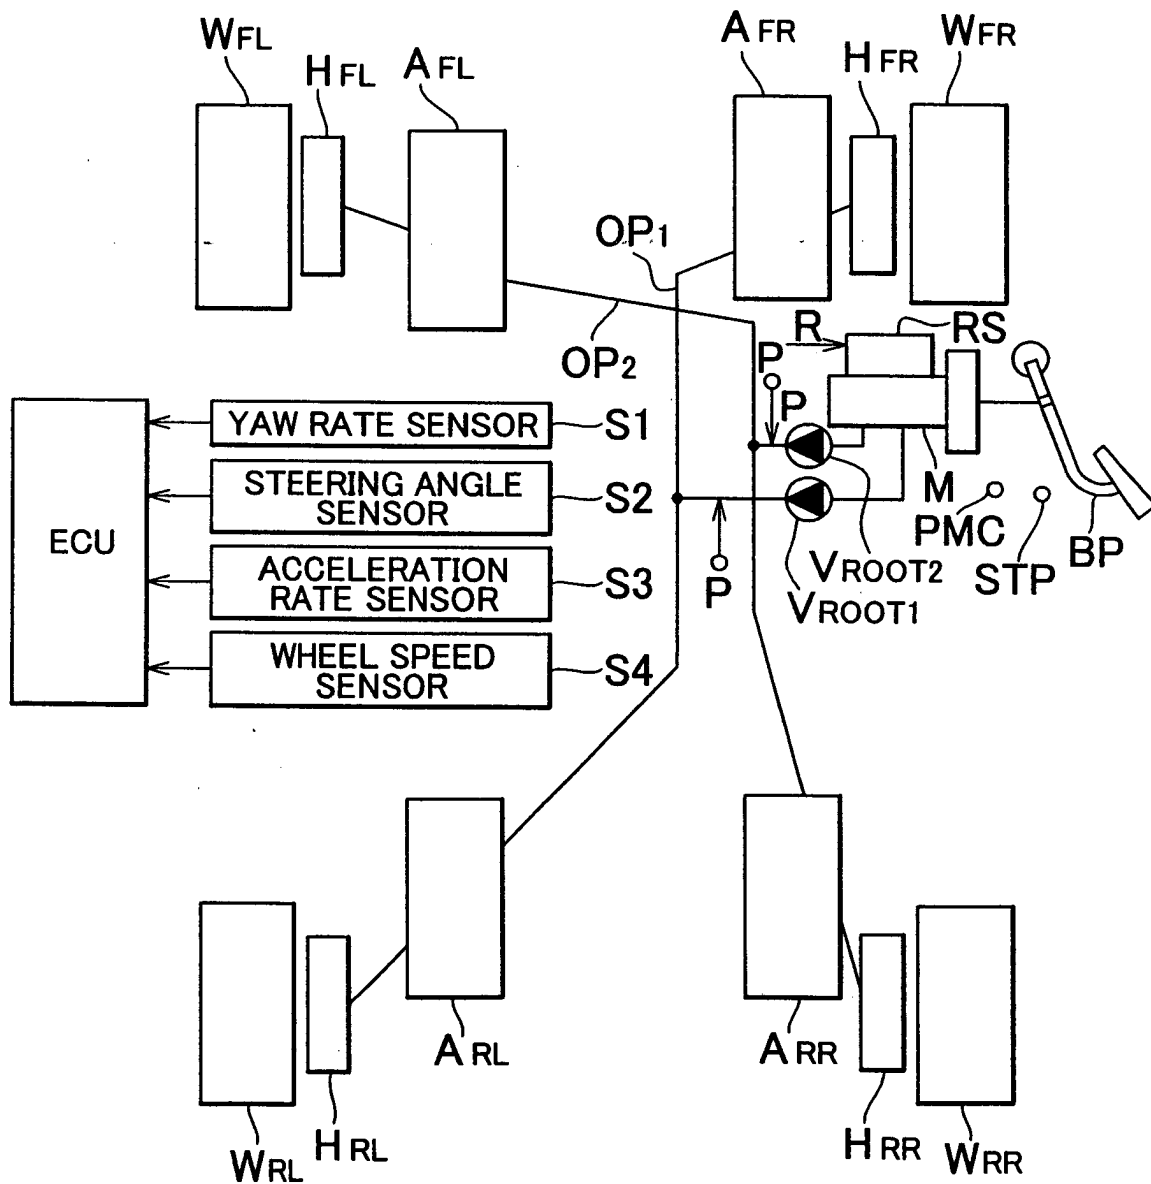 WFL
HFL
AFL
AFR
HFR
WFR
OP1
OP2
R
RS
P
P
P
M
PMC
STP
BP
VROOT2
VROOT1
ECU
YAW RATE SENSOR
S1
STEERING ANGLE
SENSOR
S2
ACCELERATION
RATE SENSOR
S3
WHEEL SPEED
SENSOR
S4
ARL
ARR
HRL
WRL
HRR
WRR